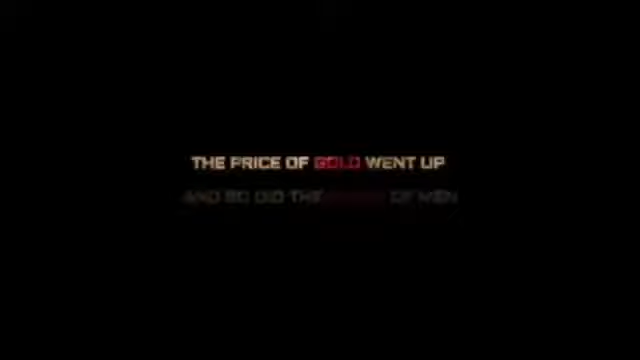 THE PRICE OF GOLD WENT UP
AND SO DID THE OF MEN